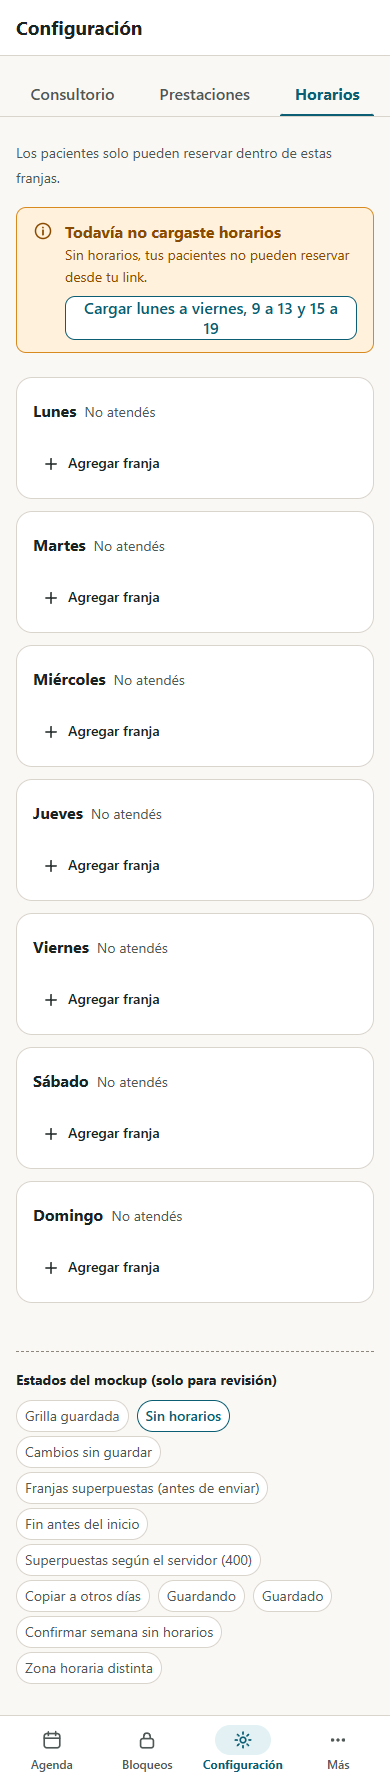 Configuración
Consultorio Prestaciones Horarios
Los pacientes solo pueden reservar dentro de estas
franjas.
Todavía no cargaste horarios
Sin horarios, tus pacientes no pueden reservar
desde tu link.
Cargar lunes a viernes, 9 a 13 y 15 a
19
Lunes No atendés
+ Agregar franja
Martes No atendés
+ Agregar franja
Miércoles No atendés
+ Agregar franja
Jueves No atendés
+ Agregar franja
Viernes No atendés
+ Agregar franja
Sábado No atendés
+ Agregar franja
Domingo No atendés
+ Agregar franja
Estados del mockup (solo para revisión)
Grilla guardada Sin horarios
Cambios sin guardar
Franjas superpuestas (antes de enviar)
Fin antes del inicio
Superpuestas según el servidor (400)
Copiar a otros días Guardando Guardado
Confirmar semana sin horarios
Zona horaria distinta
Agenda Bloqueos Configuración Más